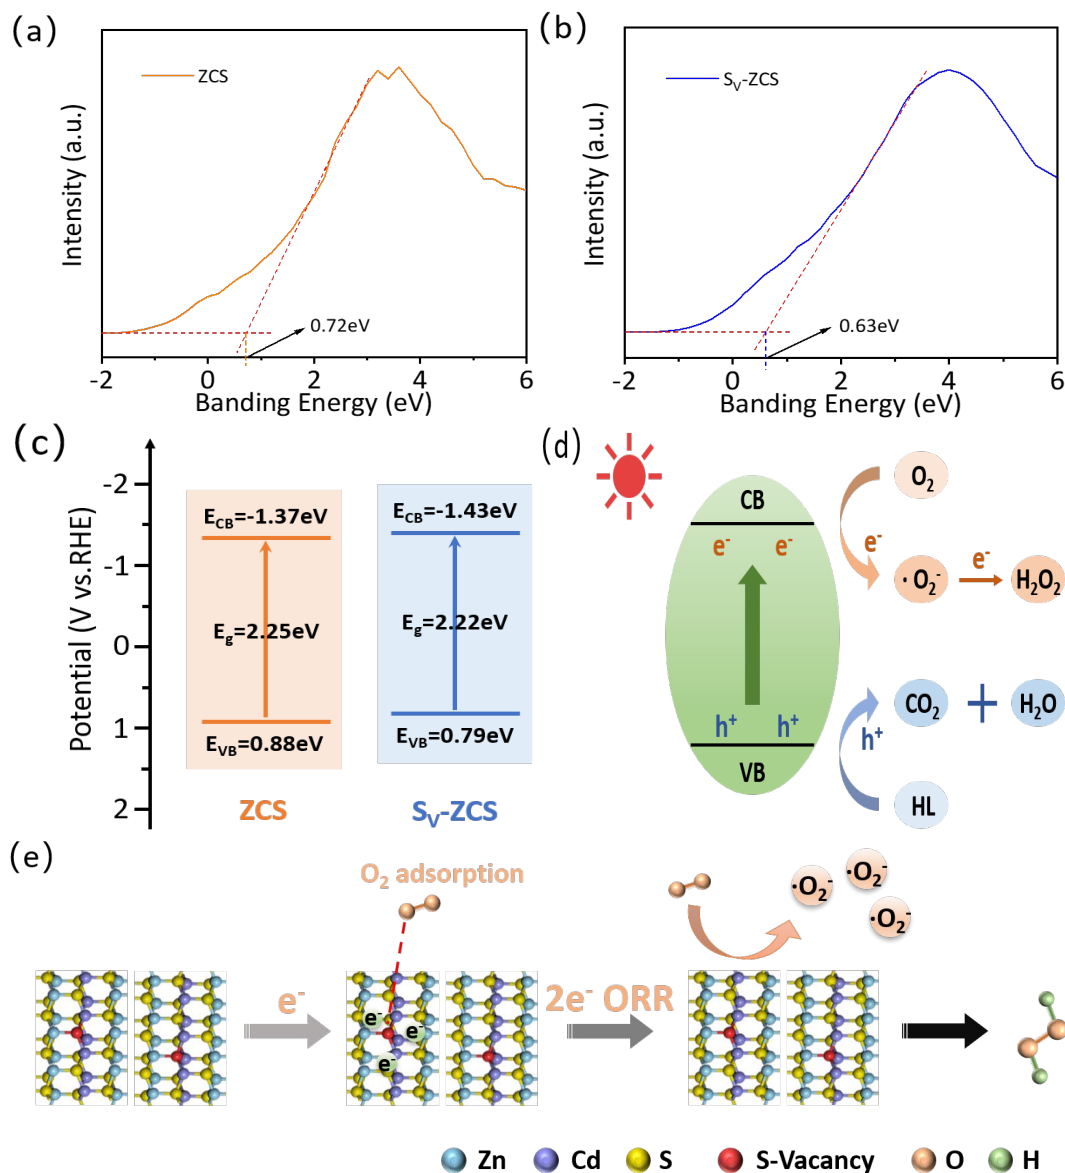 (a)
ZCS
0.72eV
Intensity (a.u.)
-2 0 2 4 6
Banding Energy (eV)
(b)
S_V-ZCS
0.63eV
Intensity (a.u.)
-2 0 2 4 6
Banding Energy (eV)
(c)
Potential (V vs.RHE)
-2
-1
0
1
2
E_CB=-1.37eV
E_g=2.25eV
E_VB=0.88eV
ZCS
E_CB=-1.43eV
E_g=2.22eV
E_VB=0.79eV
S_V-ZCS
(d)
CB
e⁻ e⁻
h⁺ h⁺
VB
O₂
e⁻
·O₂⁻ e⁻ H₂O₂
CO₂ + H₂O
h⁺
HL
(e)
O₂ adsorption
·O₂⁻ ·O₂⁻
·O₂⁻
e⁻
e⁻ e⁻
e⁻
2e⁻ ORR
Zn Cd S S-Vacancy O H